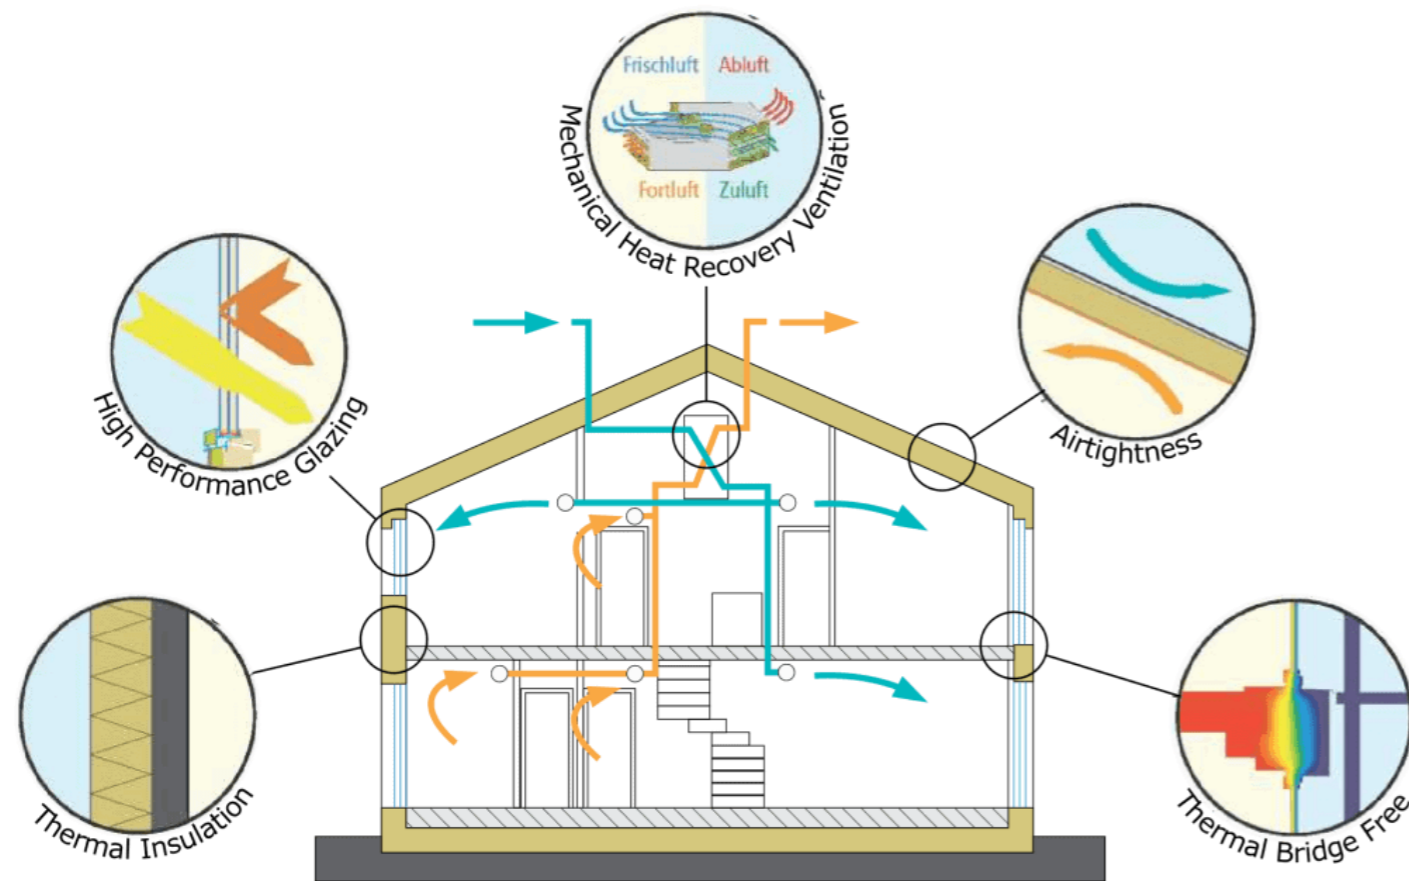 Frischluft Abluft
Fortluft Zuluft
Mechanical Heat Recovery Ventilation
High Performance Glazing
Airtightness
Thermal Insulation
Thermal Bridge Free